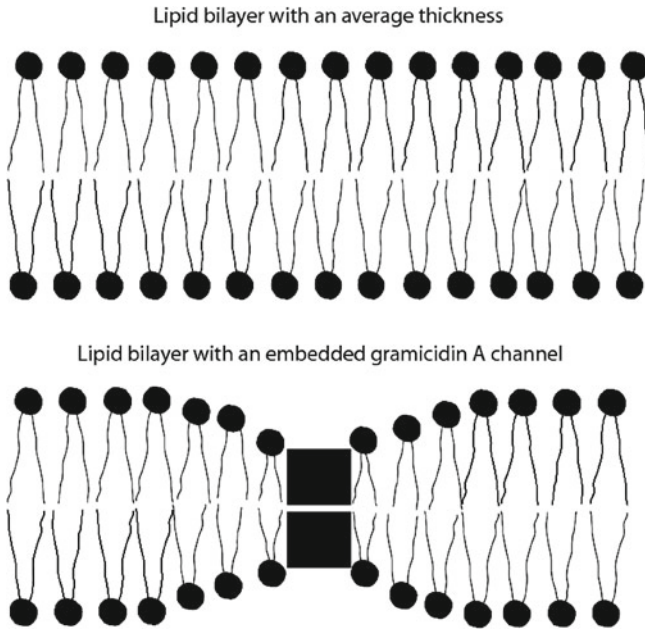 Lipid bilayer with an average thickness
Lipid bilayer with an embedded gramicidin A channel